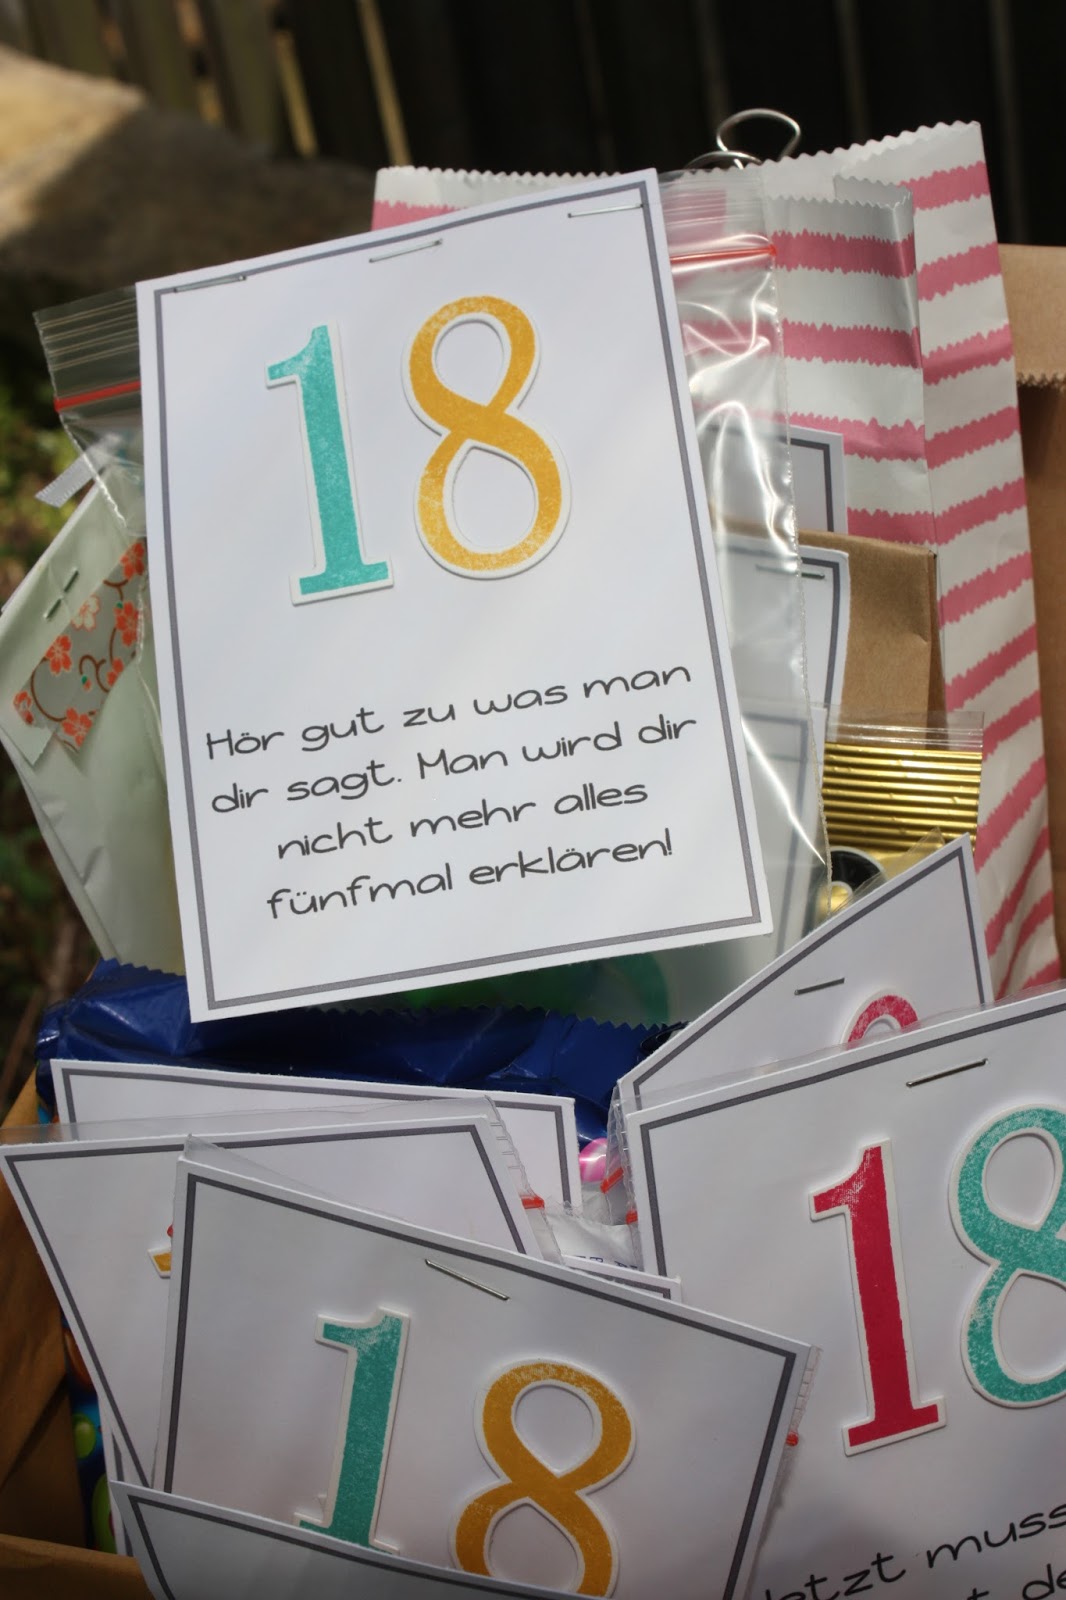 18
Hör gut zu was man
dir sagt. Man wird dir
nicht mehr alles
fünfmal erklären!
18
Jetzt muss
18